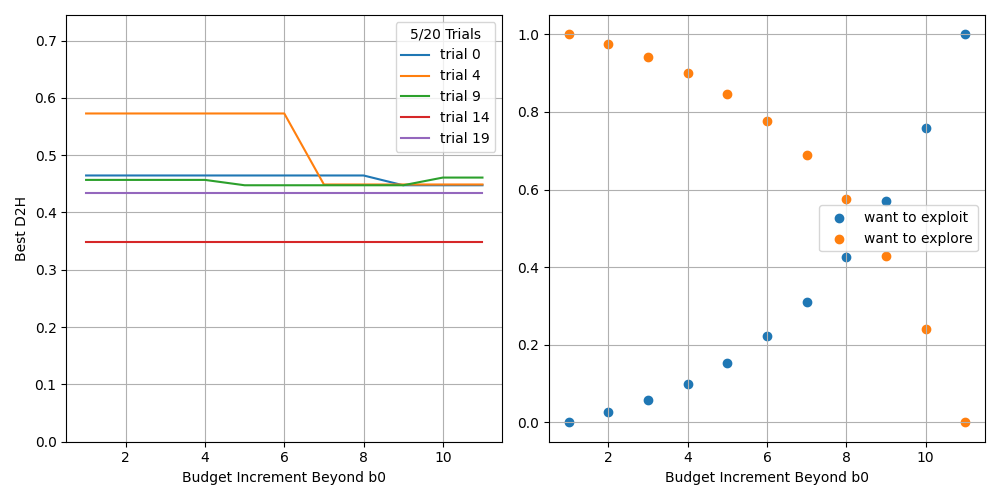 5/20 Trials
trial 0
trial 4
trial 9
trial 14
trial 19
0.7
0.6
0.5
0.4
0.3
0.2
0.1
0.0
Best D2H
2 4 6 8 10
Budget Increment Beyond b0
1.0
0.8
0.6
0.4
0.2
0.0
want to exploit
want to explore
2 4 6 8 10
Budget Increment Beyond b0